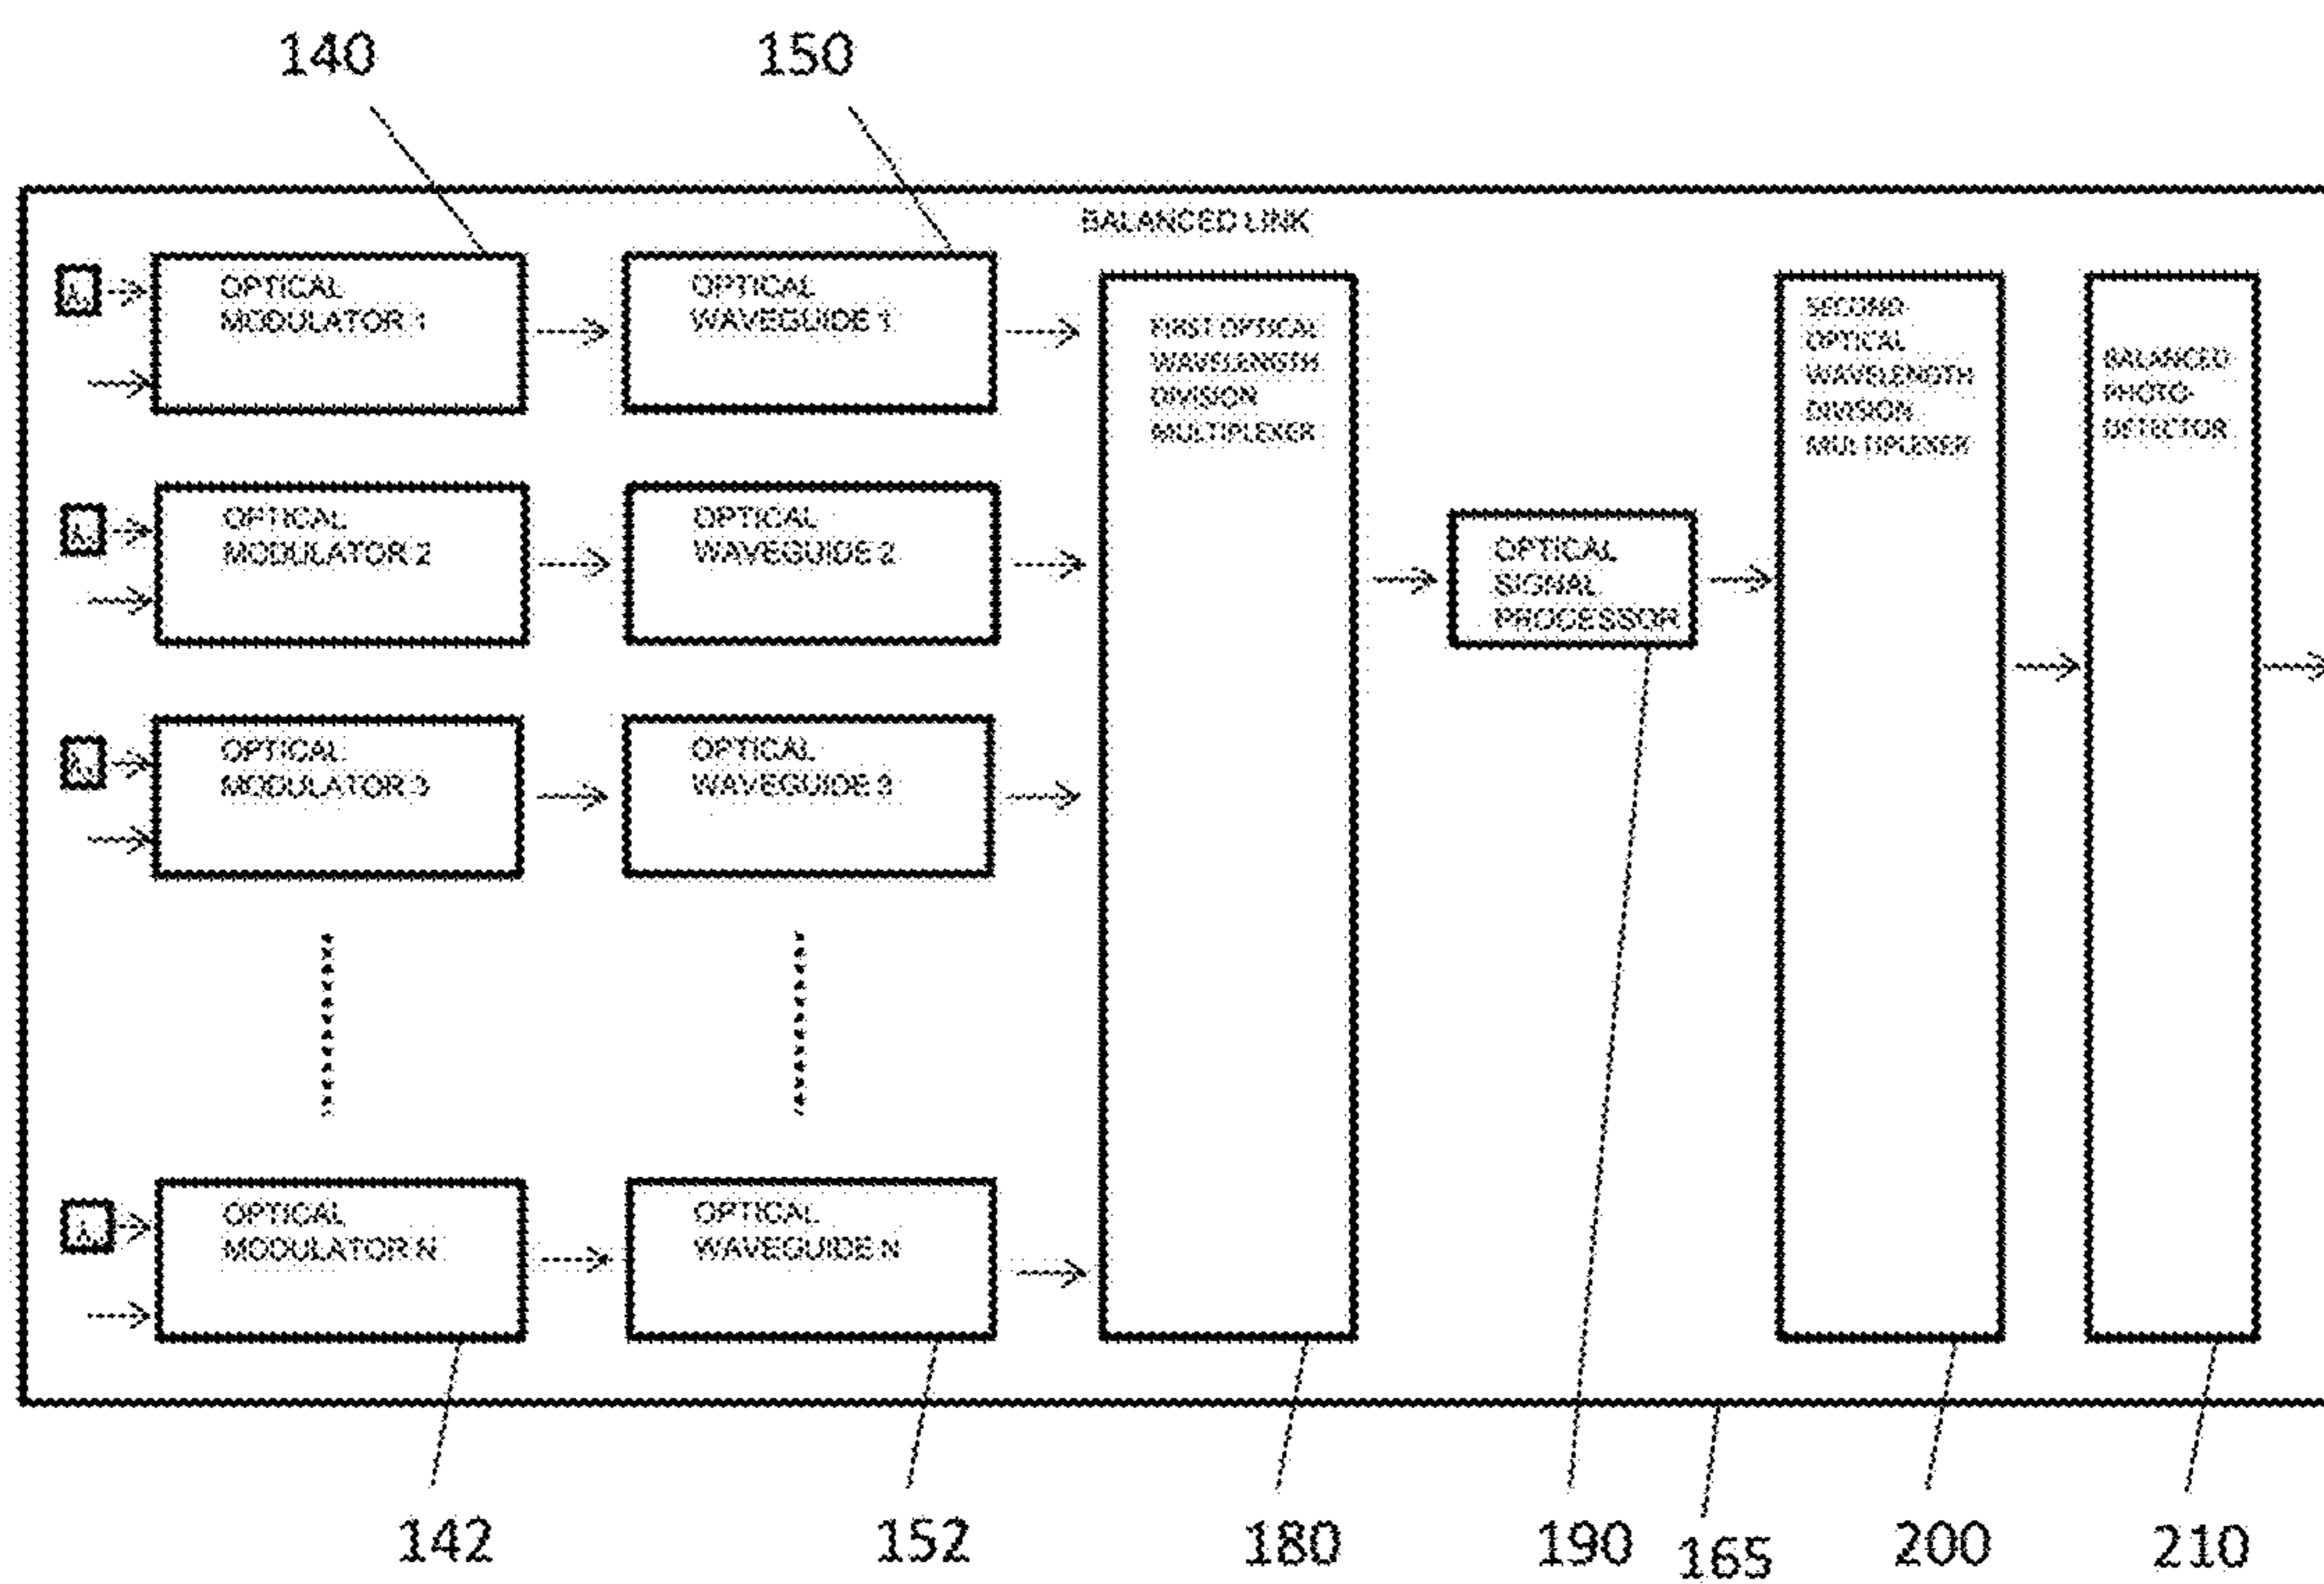 140
150
BALANCED LINK
OPTICAL
MODULATOR 1
OPTICAL
WAVEGUIDE 1
FIRST OPTICAL
WAVELENGTH
DIVISON
MULTIPLEXER
SECOND
OPTICAL
WAVELENGTH
DIVISON
MULTIPLEXER
BALANCED
PHOTO-
DETECTOR
OPTICAL
MODULATOR 2
OPTICAL
WAVEGUIDE 2
OPTICAL
SIGNAL
PROCESSOR
OPTICAL
MODULATOR 3
OPTICAL
WAVEGUIDE 3
OPTICAL
MODULATOR N
OPTICAL
WAVEGUIDE N
142
152
180
190
165
200
210